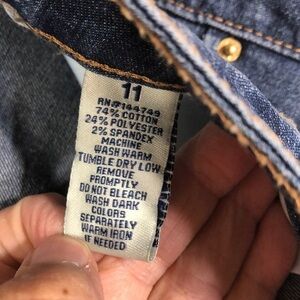 11
RN# 144749
74% COTTON
24% POLYESTER
2% SPANDEX
MACHINE
WASH WARM
TUMBLE DRY LOW
REMOVE
PROMPTLY
DO NOT BLEACH
WASH DARK
COLORS
SEPARATELY
WARM IRON
IF NEEDED